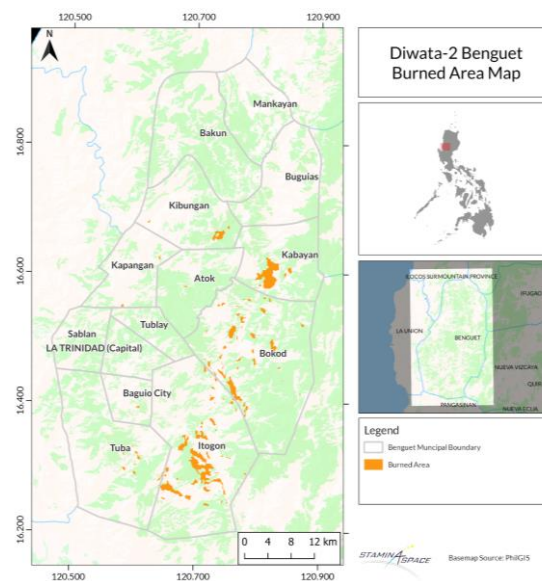 120.500 120.700 120.900
N
16.800
16.600
16.400
16.200
Mankayan
Bakun
Buguias
Kibungan
Kabayan
Kapangan
Atok
Sablan
Tublay
LA TRINIDAD (Capital)
Bokod
Baguio City
Tuba
Itogon
0 4 8 12 km
120.500 120.700 120.900
Diwata-2 Benguet
Burned Area Map
ILOCOS SUR
MOUNTAIN PROVINCE
IFUGAO
LA UNION
BENGUET
NUEVA VIZCAYA
PANGASINAN
Legend
Benguet Muncipal Boundary
Burned Area
STAMINA4SPACE
Basemap Source: PhilGIS